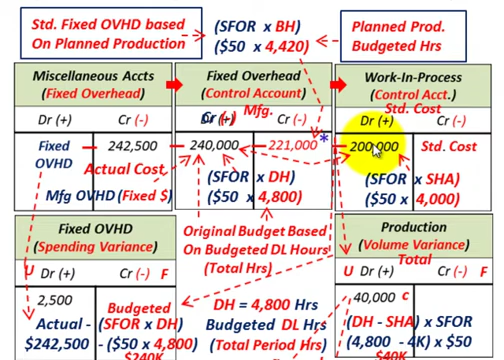 Std. Fixed OVHD based
On Planned Production
(SFOR x BH)
($50 x 4,420)
Planned Prod.
Budgeted Hrs
Miscellaneous Accts
(Fixed Overhead)
Dr (+) Cr (-)
Fixed
OVHD
242,500
Actual Cost
Mfg OVHD (Fixed $)
Fixed Overhead
(Control Account)
Mfg.
Cr (-)
240,000 221,000 *
(SFOR x DH)
($50 x 4,800)
Work-In-Process
(Control Acct.)
Std. Cost
Dr (+) Cr (-)
200,000 Std. Cost
(SFOR x SHA)
($50 x 4,000)
Fixed OVHD
(Spending Variance)
U Dr (+) Cr (-) F
2,500
Actual -
$242,500
Budgeted
(SFOR x DH)
- ($50 x 4,800)
$240K
Original Budget Based
On Budgeted DL Hours
(Total Hrs)
DH = 4,800 Hrs
Budgeted DL Hrs
(Total Period Hrs)
Production
(Volume Variance)
Total
U Dr (+) Cr (-) F
40,000 C
(DH - SHA) x SFOR
(4,800 - 4K) x $50
$40K